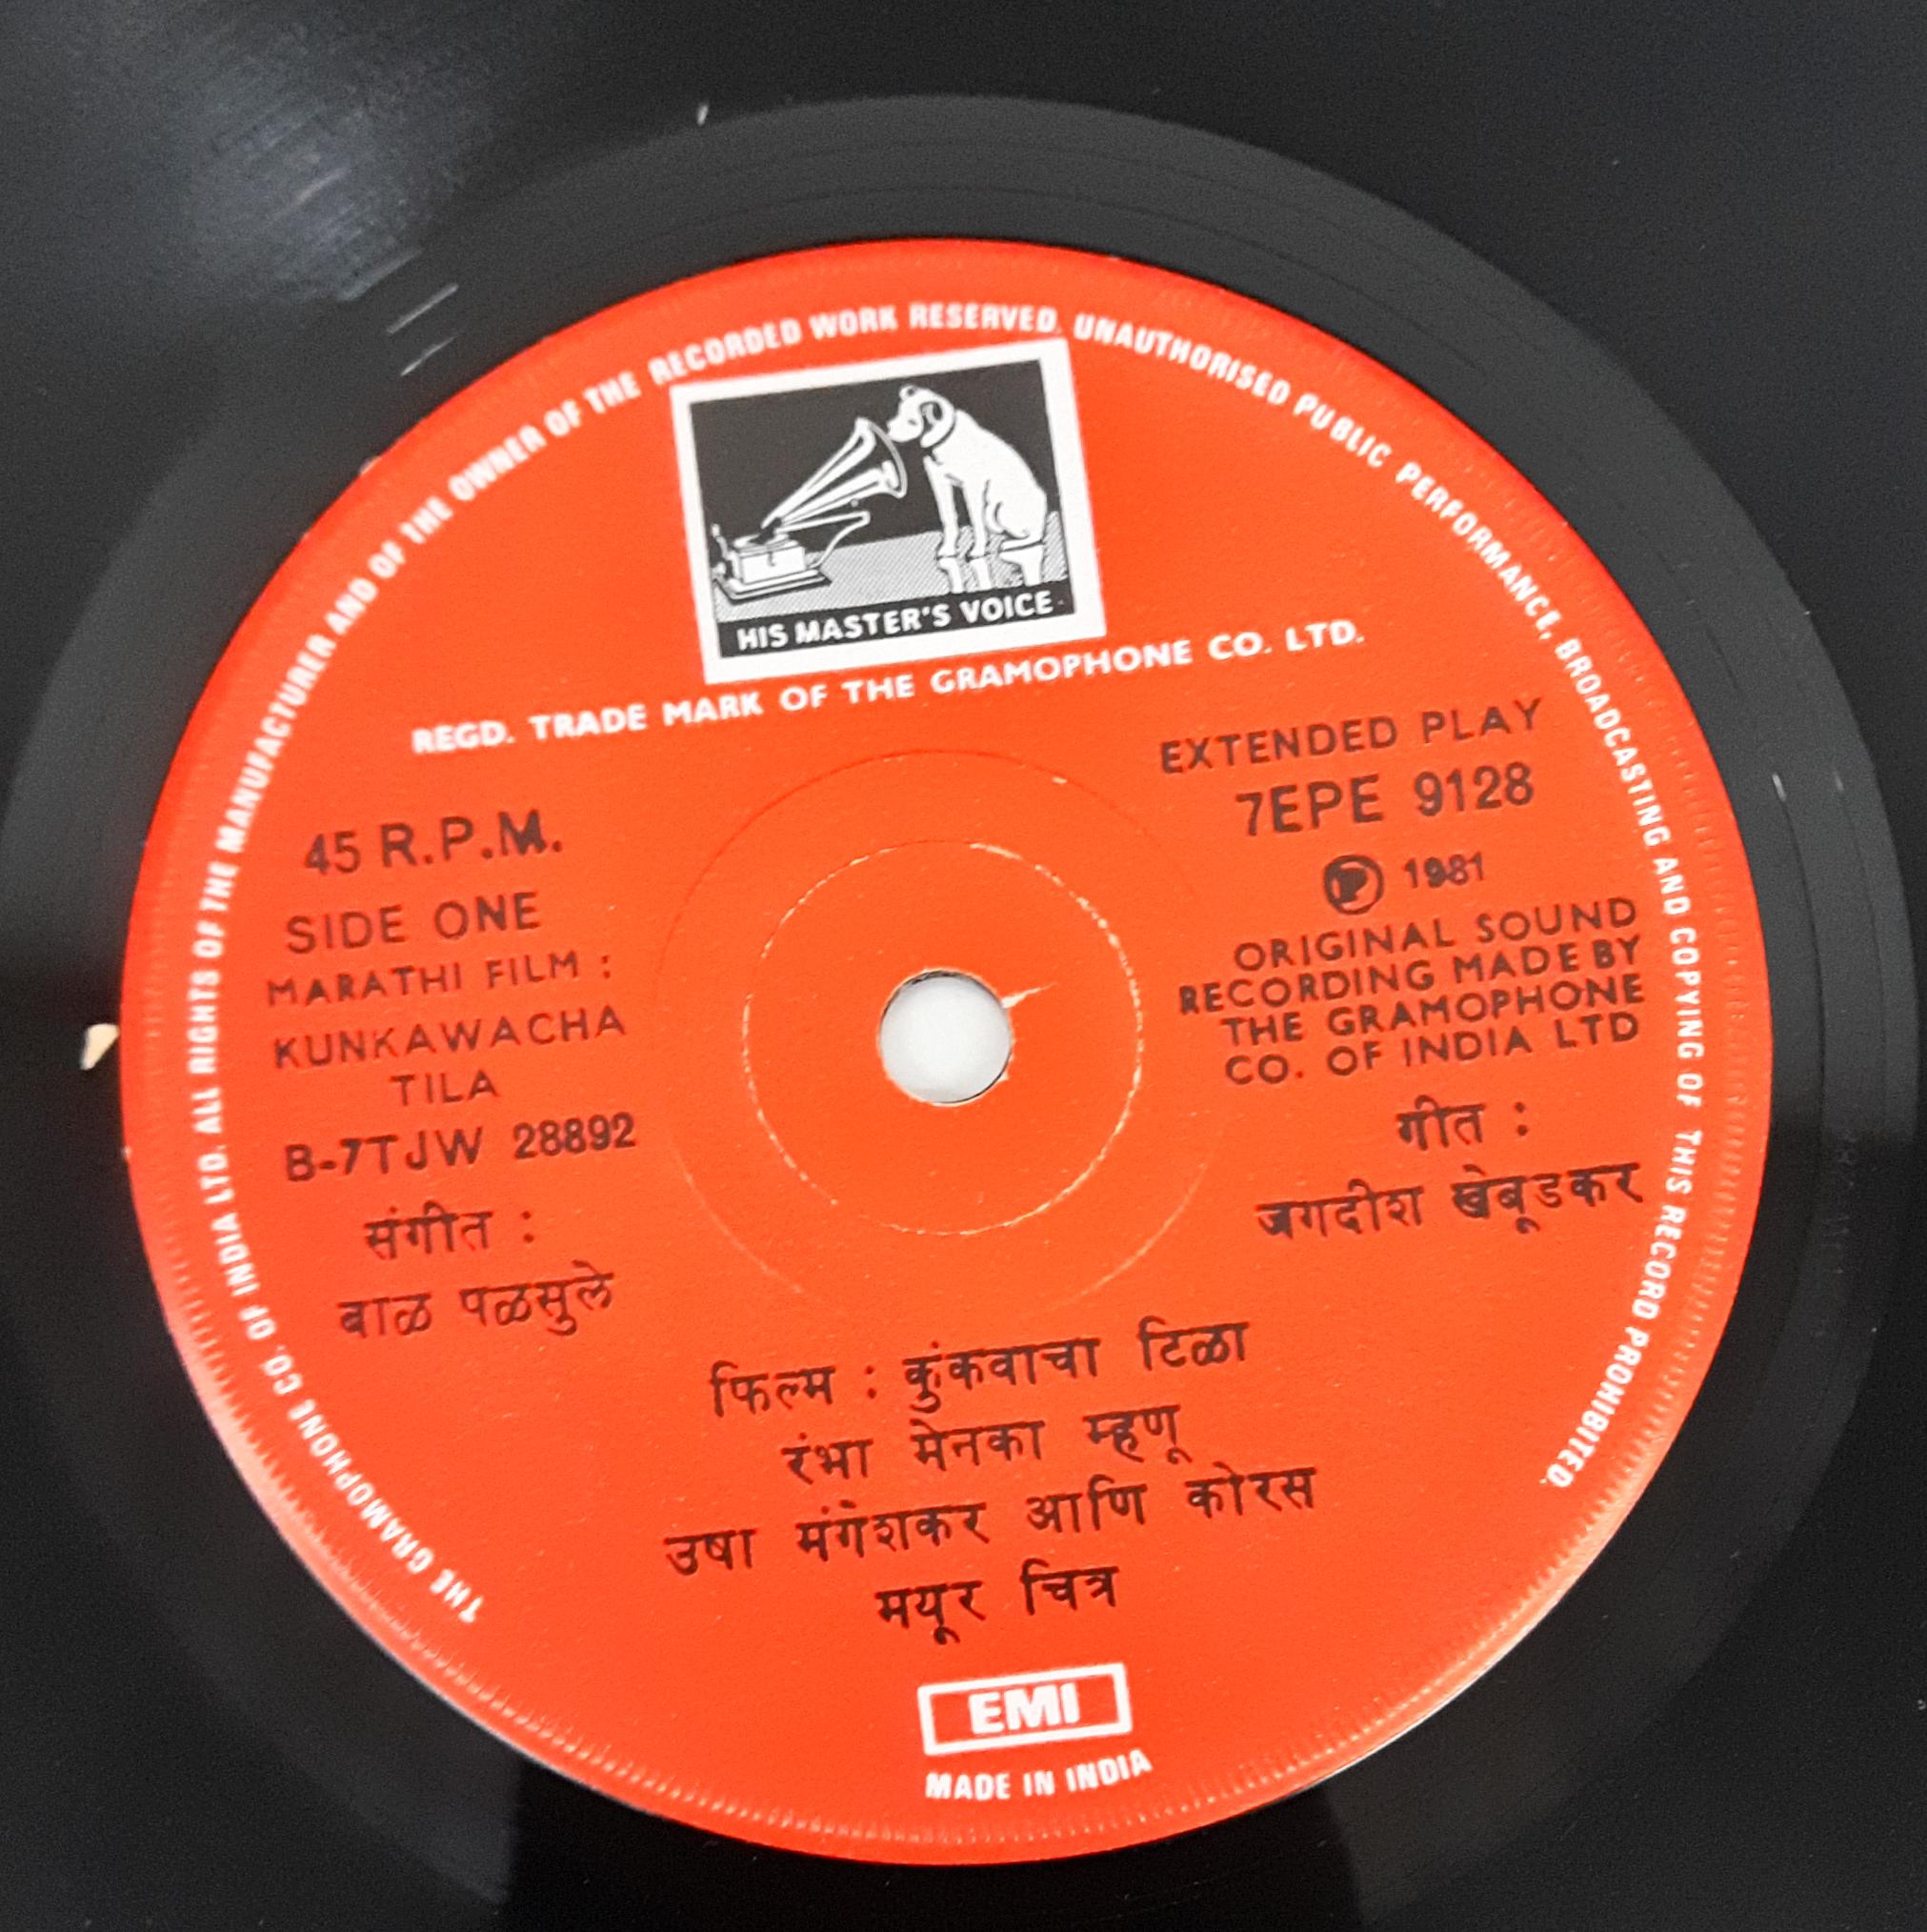 THE GRAMOPHONE CO. OF INDIA LTD. ALL RIGHTS OF THE MANUFACTURER AND OF THE OWNER OF THE RECORDED WORK RESERVED. UNAUTHORISED PUBLIC PERFORMANCE, BROADCASTING AND COPYING OF THIS RECORD PROHIBITED.
HIS MASTER'S VOICE
REGD. TRADE MARK OF THE GRAMOPHONE CO. LTD.
45 R.P.M.
SIDE ONE
MARATHI FILM :
KUNKAWACHA
TILA
B-7TJW 28892
संगीत :
बाळ पळसुले
EXTENDED PLAY
7EPE 9128
Ⓟ 1981
ORIGINAL SOUND
RECORDING MADE BY
THE GRAMOPHONE
CO. OF INDIA LTD
गीत :
जगदीश खेबूडकर
फिल्म : कुंकवाचा टिळा
रंभा मेनका म्हणू
उषा मंगेशकर आणि कोरस
मयूर चित्र
EMI
MADE IN INDIA